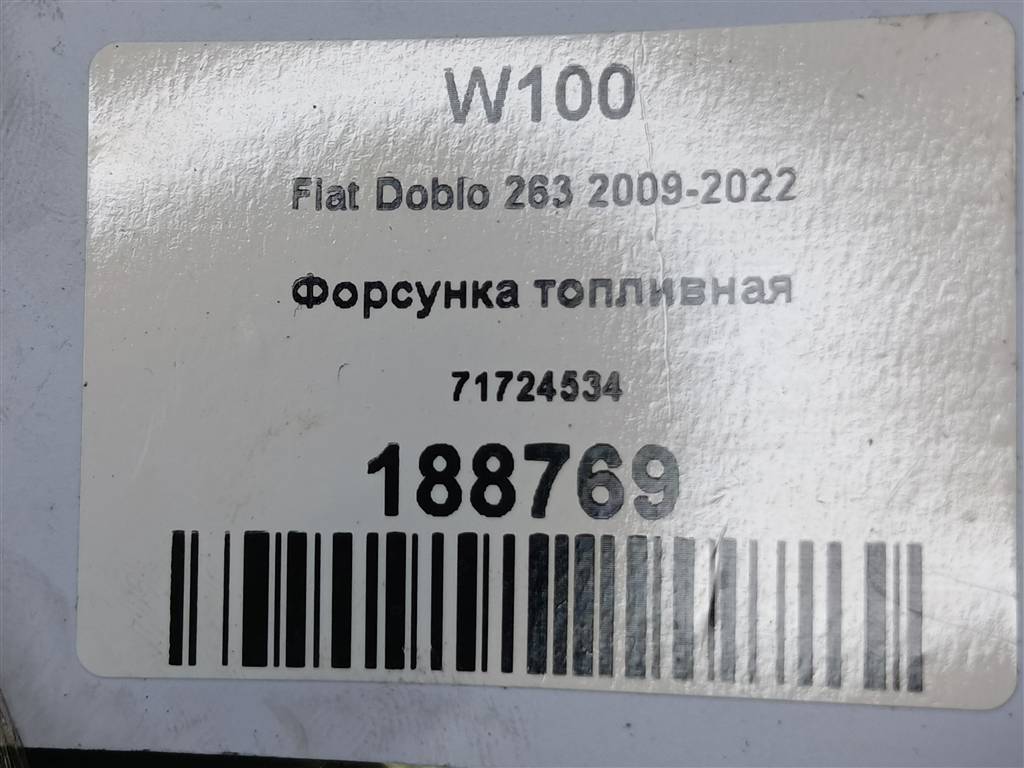 W100
Fiat Doblo 263 2009-2022
Форсунка топливная
71724534
188769